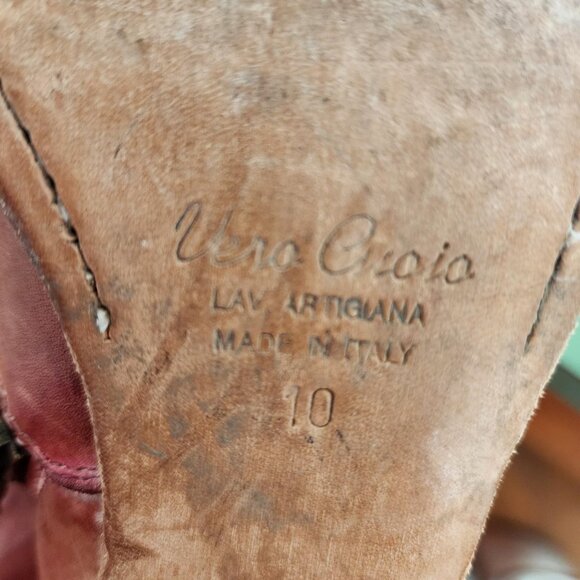 Vero Cuoio
LAV. ARTIGIANA
MADE IN ITALY
10